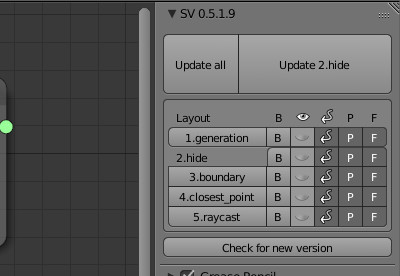 SV 0.5.1.9
Update all Update 2.hide
Layout B P F
1.generation B P F
2.hide B P F
3.boundary B P F
4.closest_point B P F
5.raycast B P F
Check for new version
Grease Pencil